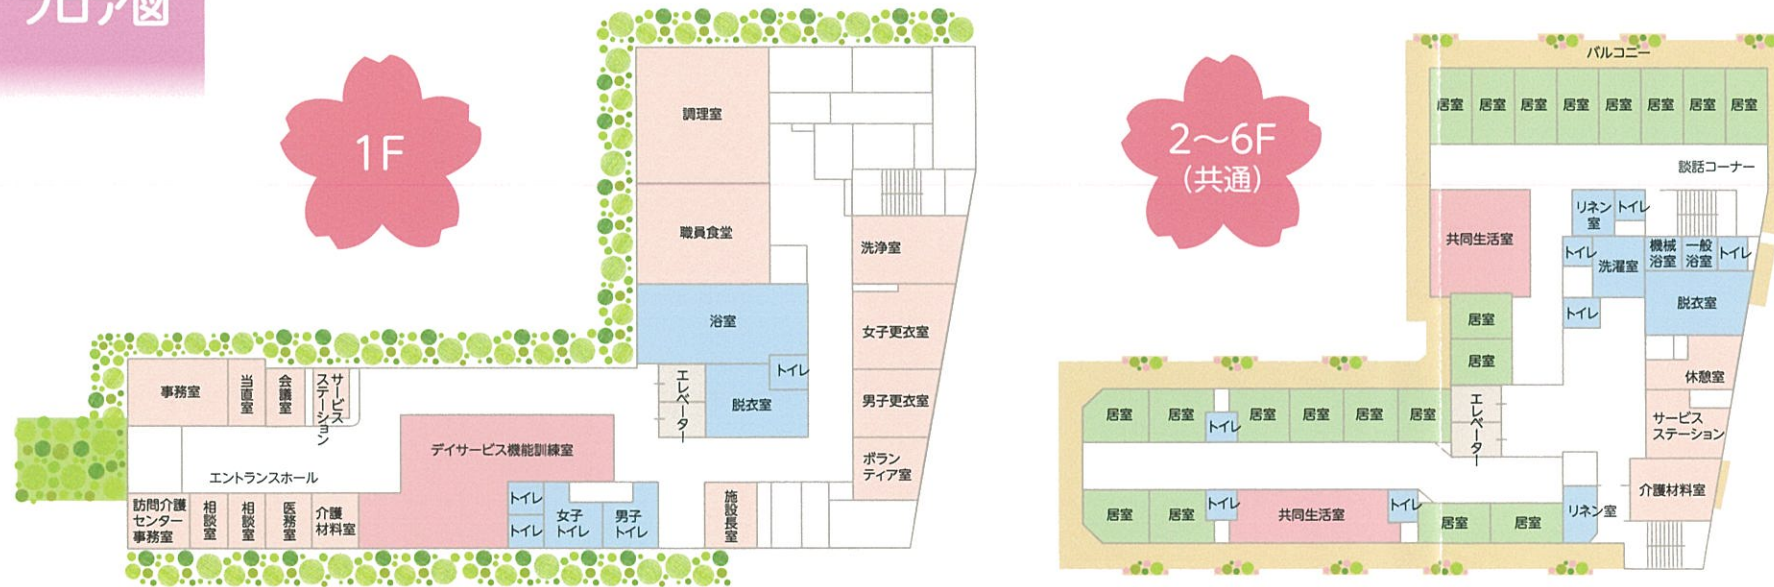 フロア図
1F
調理室
職員食堂
浴室
トイレ
脱衣室
エレベーター
洗浄室
女子更衣室
男子更衣室
ボラン
ティア室
事務室
当直室
会議室
サービス
ステーション
デイサービス機能訓練室
エントランスホール
訪問介護
センター
事務室
相談室
相談室
医務室
介護
材料室
トイレ
トイレ
女子
トイレ
男子
トイレ
施設長室
2〜6F
(共通)
バルコニー
居室
居室
居室
居室
居室
居室
居室
居室
談話コーナー
共同生活室
リネン
室
トイレ
トイレ
洗濯室
機械
浴室
一般
浴室
トイレ
脱衣室
トイレ
居室
居室
休憩室
サービス
ステーション
エレベーター
居室
居室
トイレ
居室
居室
居室
居室
介護材料室
居室
居室
トイレ
共同生活室
トイレ
居室
居室
リネン室